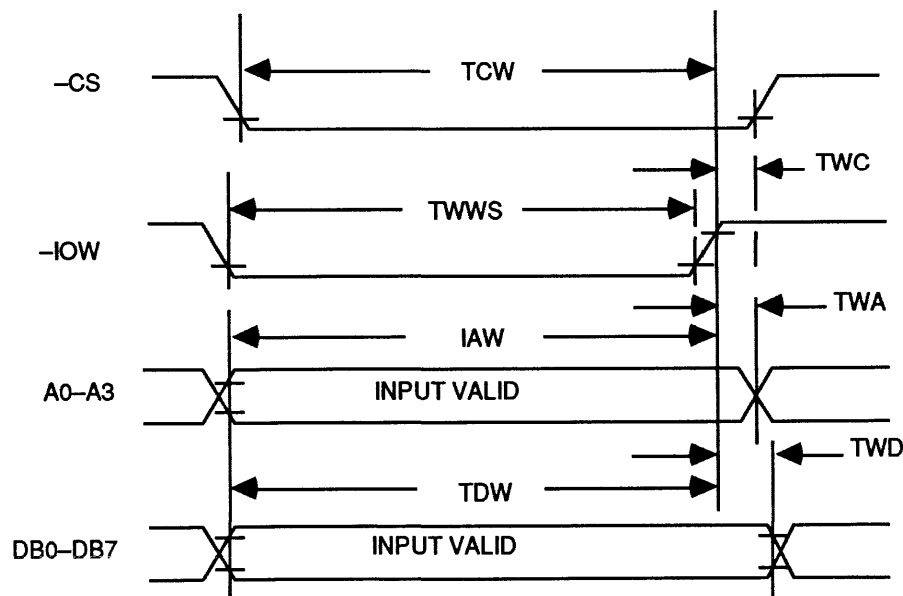 TCW
–CS
TWC
TWWS
–IOW
TWA
IAW
A0–A3
INPUT VALID
TWD
TDW
DB0–DB7
INPUT VALID